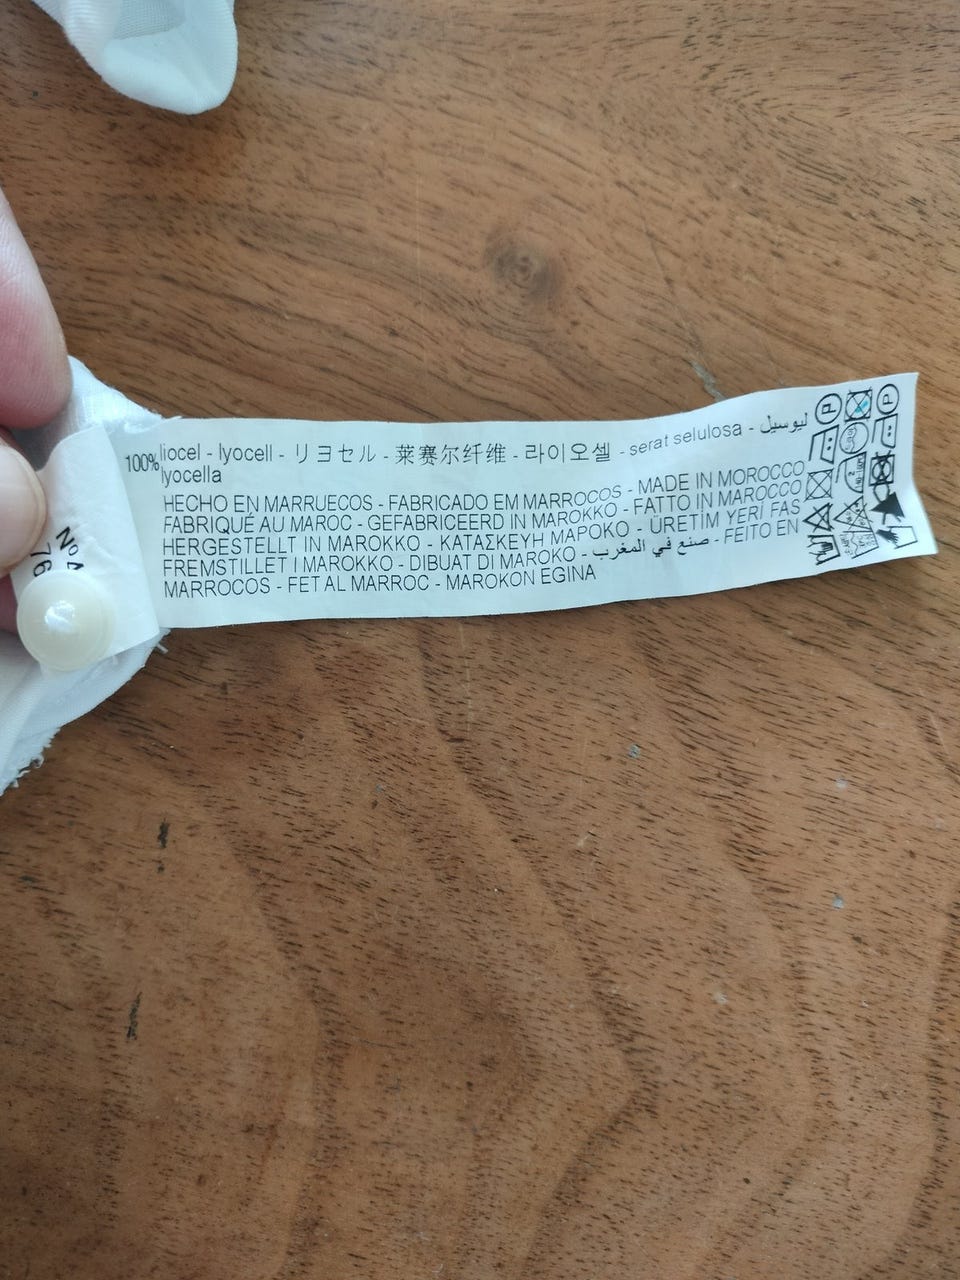 100% liocel - lyocell - リヨセル - 莱赛尔纤维 - 라이오셀 - serat selulosa - ليوسيل
lyocella
HECHO EN MARRUECOS - FABRICADO EM MARROCOS - MADE IN MOROCCO
FABRIQUÉ AU MAROC - GEFABRICEERD IN MAROKKO - FATTO IN MAROCCO
HERGESTELLT IN MAROKKO - ΚΑΤΑΣΚΕΥΗ ΜΑΡΟΚΟ - ÜRETİM YERİ FAS
FREMSTILLET I MAROKKO - DIBUAT DI MAROKO - صنع في المغرب - FEITO EN
MARROCOS - FET AL MARROC - MAROKON EGINA
Nº
76
P
P